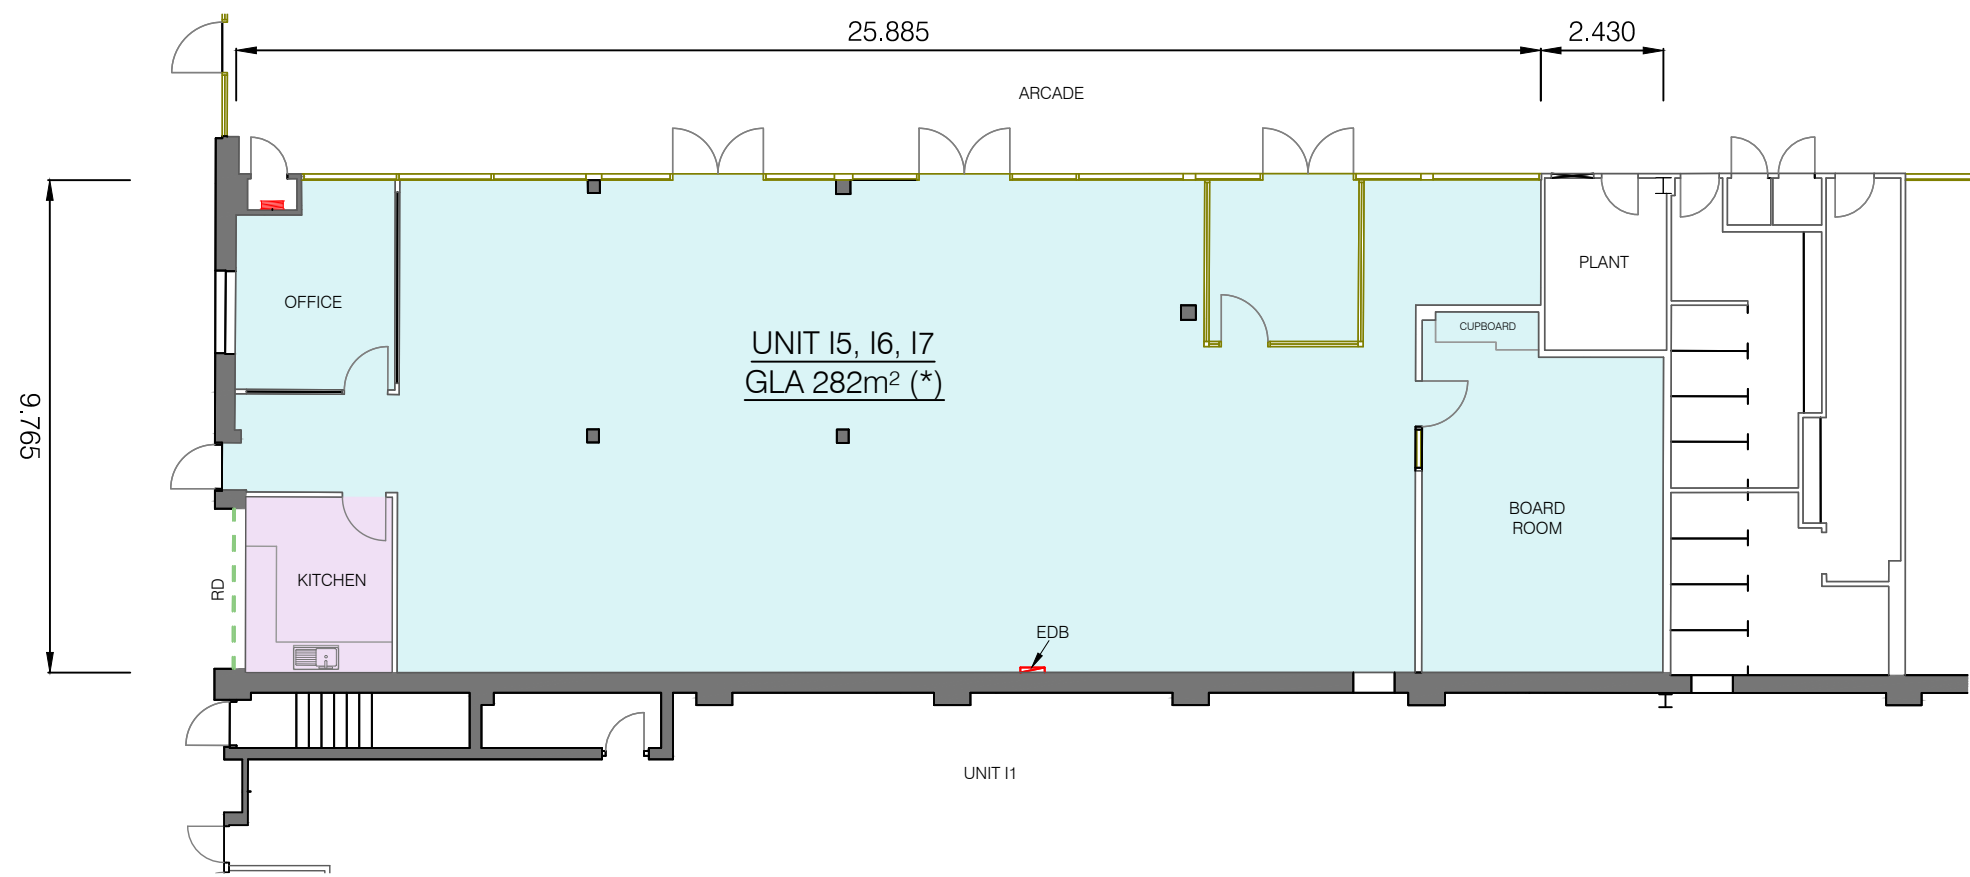 25.885
2.430
ARCADE
PLANT
OFFICE
CUPBOARD
UNIT I5, I6, I7
GLA 282m² (*)
9.765
BOARD
ROOM
KITCHEN
RD
EDB
UNIT I1